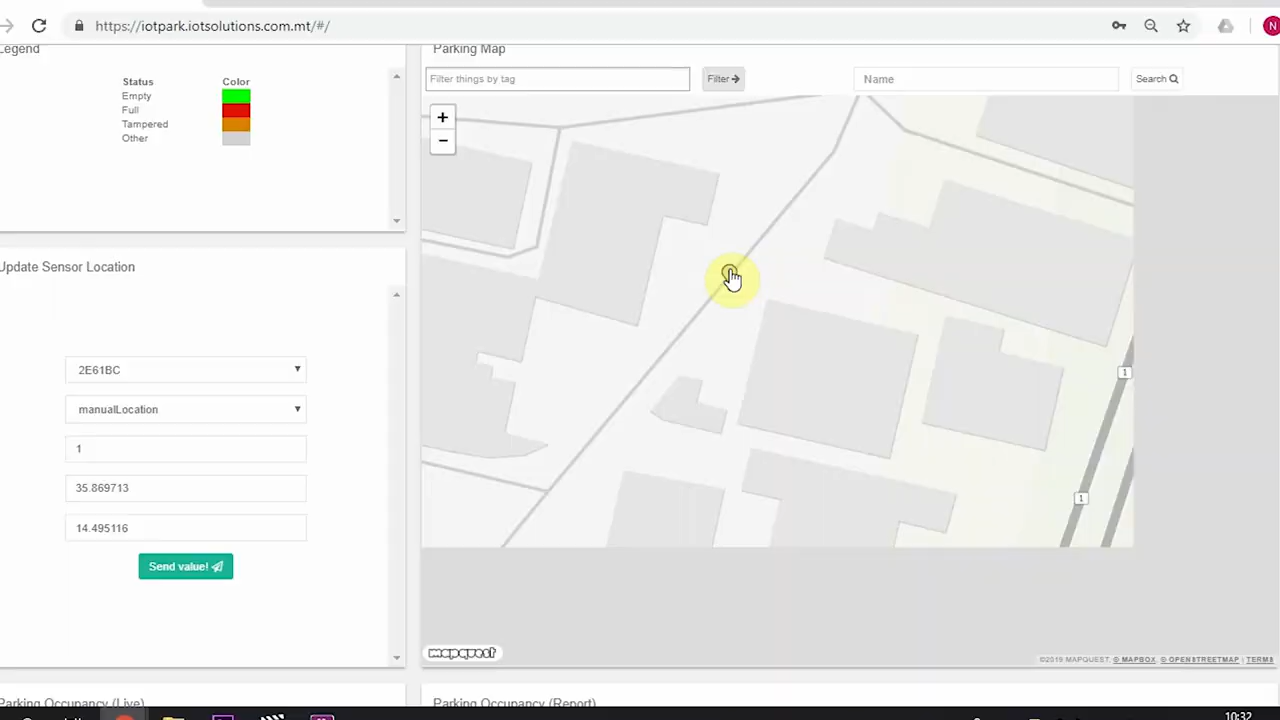 https://iotpark.iotsolutions.com.mt/#/
N
Legend
Status Color
Empty
Full
Tampered
Other
Update Sensor Location
2E61BC
manualLocation
1
35.869713
14.495116
Send value!
Parking Map
Filter things by tag
Filter
Name
Search
+
−
1
1
mapquest
©2019 MAPQUEST, © MAPBOX, © OPENSTREETMAP | TERMS
Parking Occupancy (Live)
Parking Occupancy (Report)
10:32